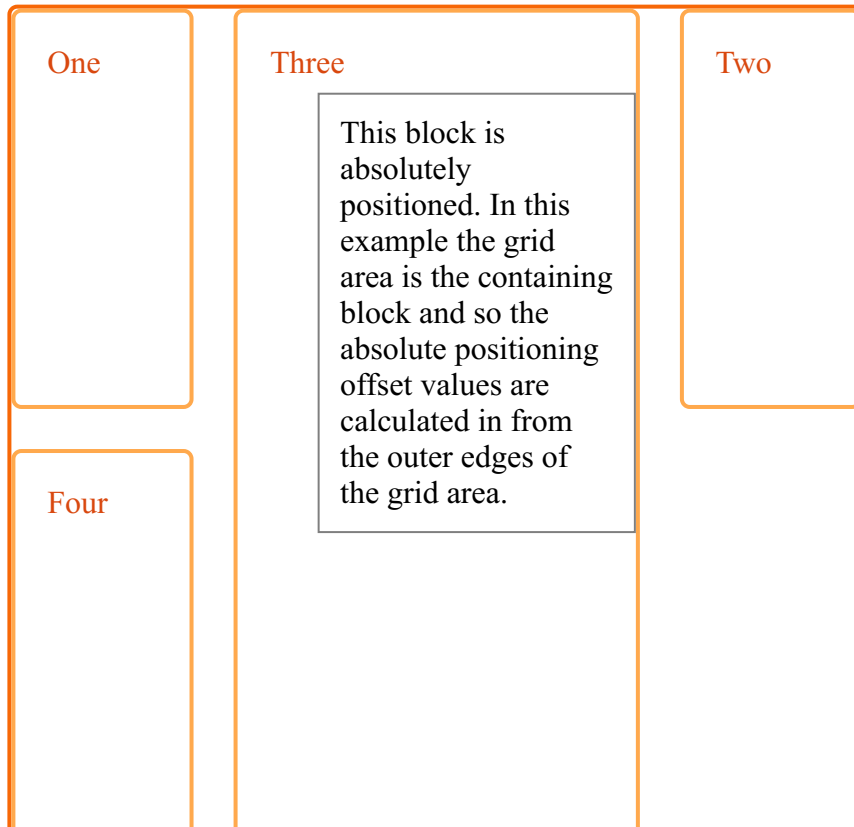 One
Three
Two
This block is
absolutely
positioned. In this
example the grid
area is the containing
block and so the
absolute positioning
offset values are
calculated in from
the outer edges of
the grid area.
Four